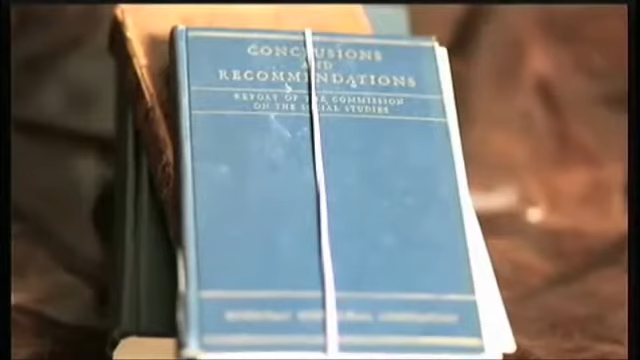 CONCLUSIONS
AND
RECOMMENDATIONS
REPORT OF THE COMMISSION
ON THE SOCIAL STUDIES